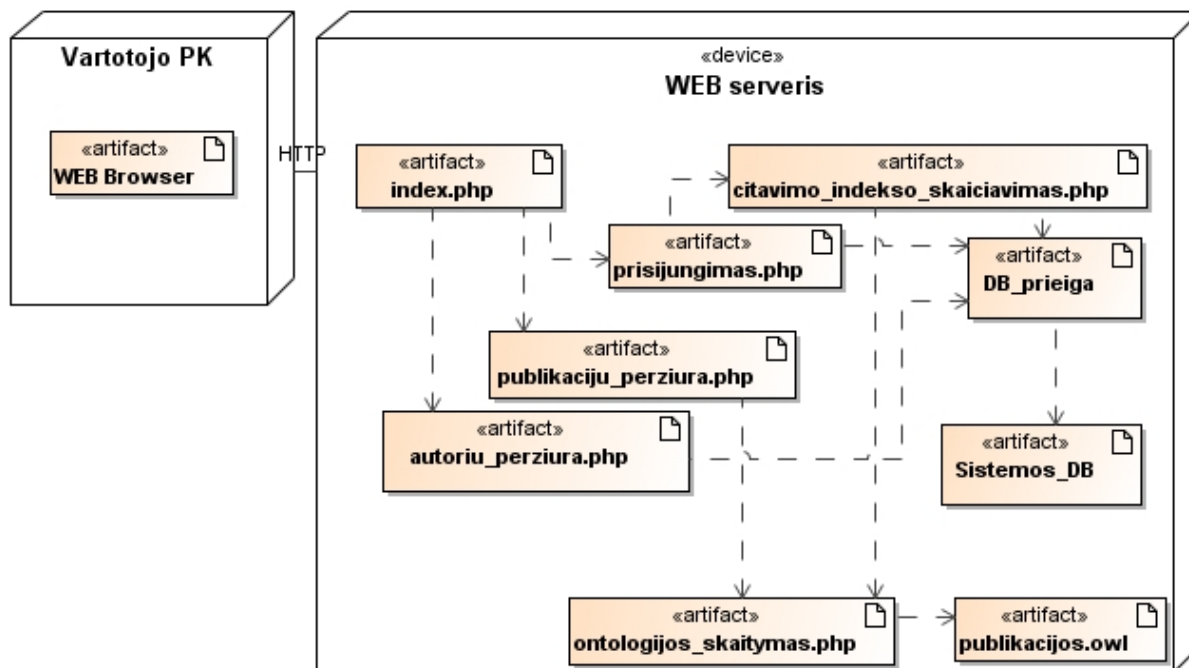 Vartotojo PK
«artifact»
WEB Browser
HTTP
«device»
WEB serveris
«artifact»
index.php
«artifact»
citavimo_indekso_skaiciavimas.php
«artifact»
prisijungimas.php
«artifact»
DB_prieiga
«artifact»
publikaciju_perziura.php
«artifact»
autoriu_perziura.php
«artifact»
Sistemos_DB
«artifact»
ontologijos_skaitymas.php
«artifact»
publikacijos.owl